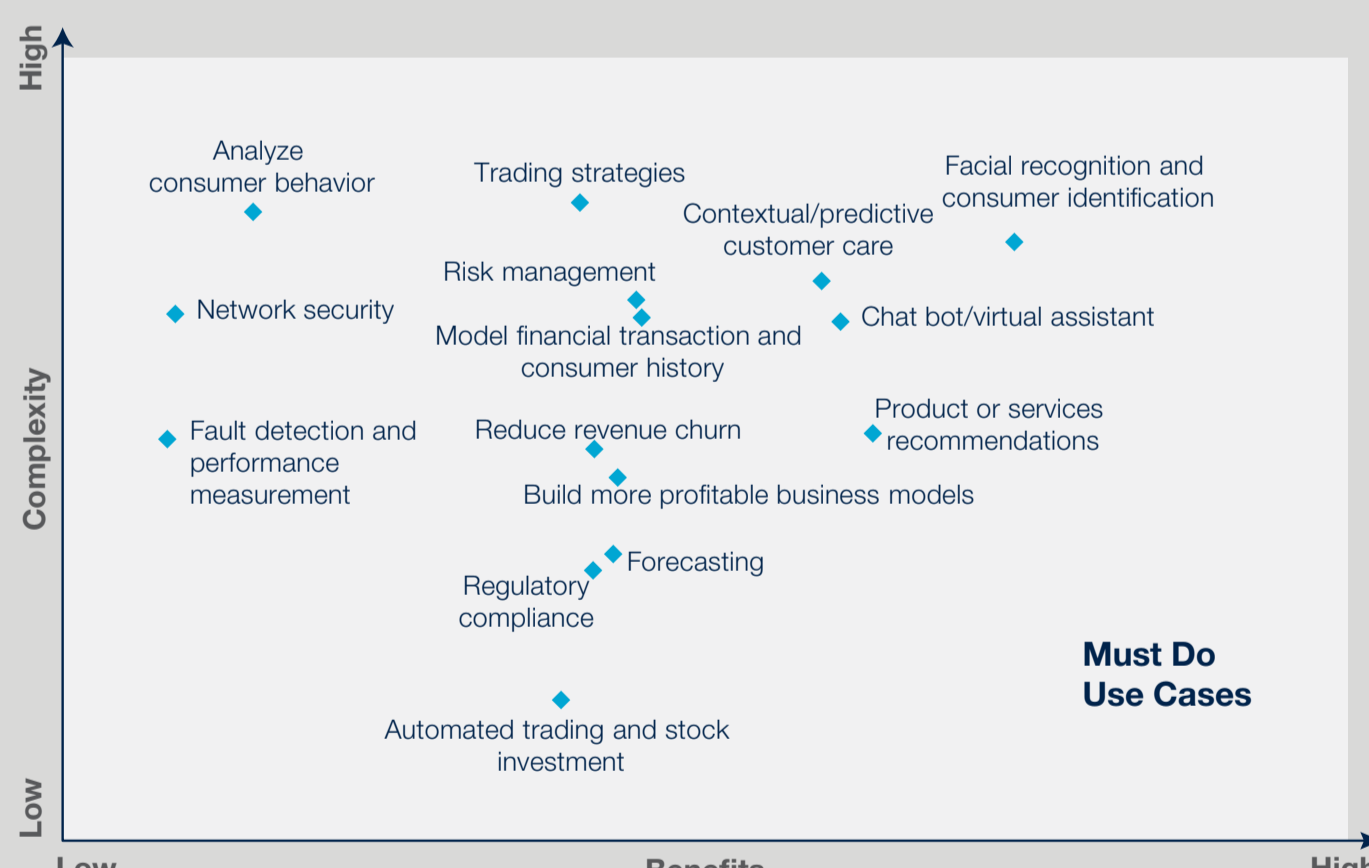 High
Analyze
consumer behavior
Trading strategies
Facial recognition and
consumer identification
Contextual/predictive
customer care
Risk management
Network security
Chat bot/virtual assistant
Model financial transaction and
consumer history
Complexity
Product or services
recommendations
Fault detection and
performance
measurement
Reduce revenue churn
Build more profitable business models
Forecasting
Regulatory
compliance
Must Do
Use Cases
Automated trading and stock
investment
Low
Low
Benefits
High